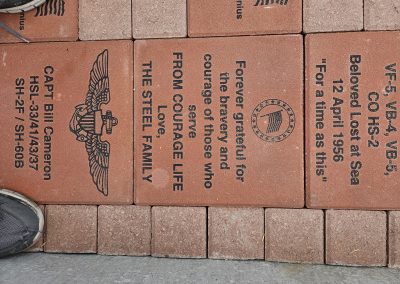 nius
nius
CAPT Bill Cameron
HSL-33/41/43/37
SH-2F / SH-60B
Forever grateful for
the bravery and
courage of those who
serve
FROM COURAGE LIFE
Love,
THE STEEL FAMILY
VF-5, VB-4, VB-5,
CO HS-2
Beloved Lost at Sea
12 April 1956
"For a time as this"